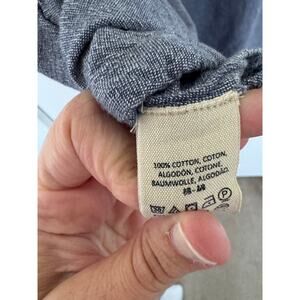 100% COTTON, COTON,
ALGODÓN, COTONE,
BAUMWOLLE, ALGODÃO
P